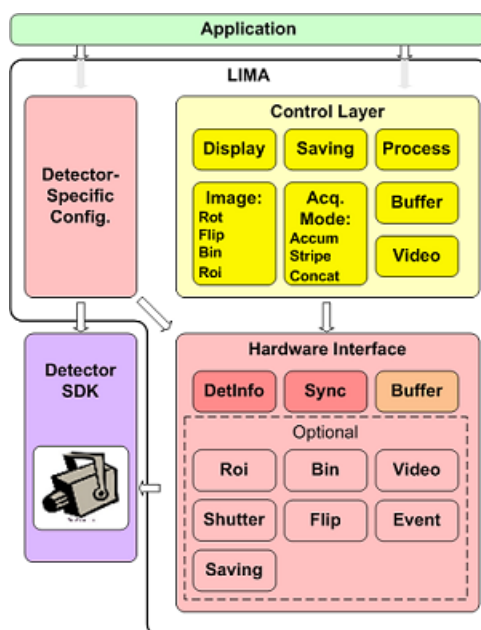 Application
LIMA
Detector-
Specific
Config.
Control Layer
Display
Saving
Process
Image:
Rot
Flip
Bin
Roi
Acq.
Mode:
Accum
Stripe
Concat
Buffer
Video
Detector
SDK
Hardware Interface
DetInfo
Sync
Buffer
Optional
Roi
Bin
Video
Shutter
Flip
Event
Saving